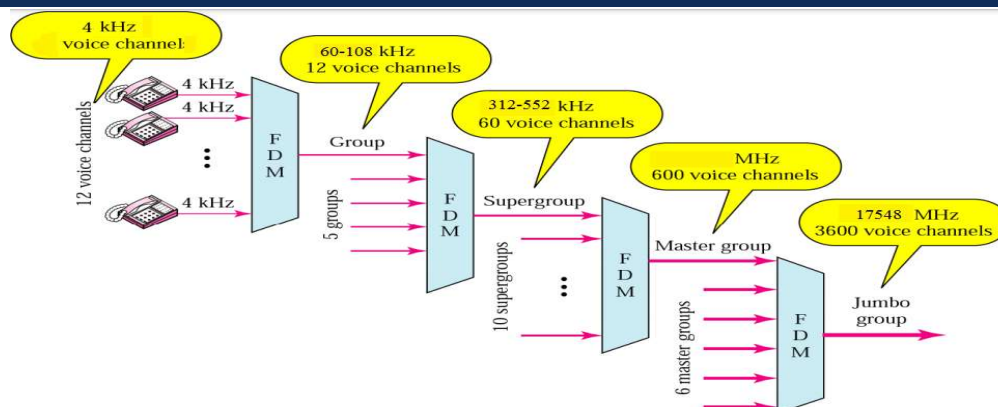 4 kHz
voice channels
60-108 kHz
12 voice channels
312-552 kHz
60 voice channels
MHz
600 voice channels
17548 MHz
3600 voice channels
12 voice channels
4 kHz
4 kHz
4 kHz
FDM
Group
5 groups
FDM
Supergroup
10 supergroups
FDM
Master group
6 master groups
FDM
Jumbo
group